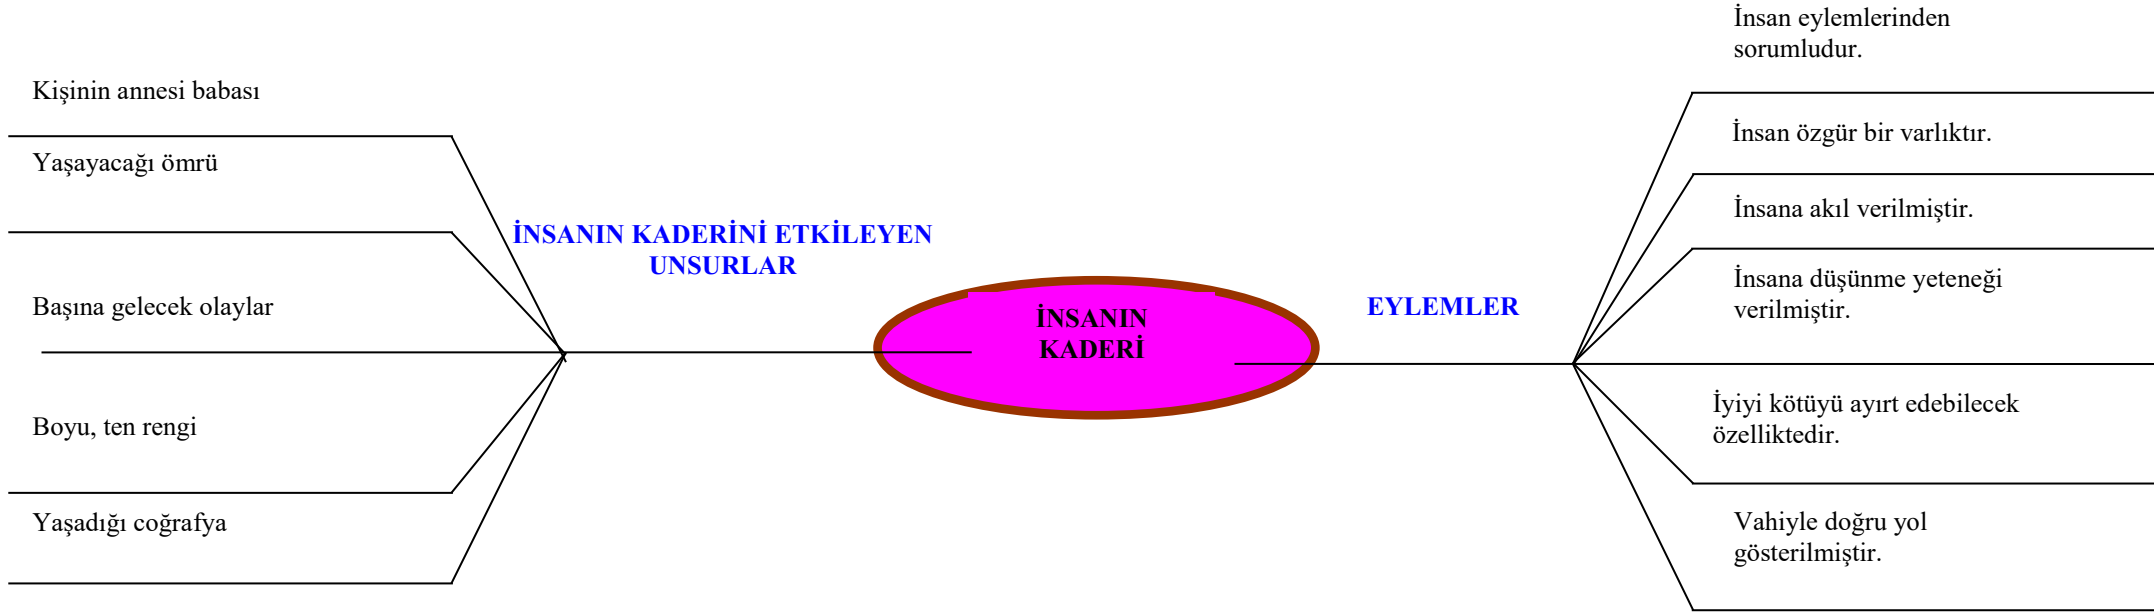 Kişinin annesi babası
Yaşayacağı ömrü
Başına gelecek olaylar
Boyu, ten rengi
Yaşadığı coğrafya
İNSANIN KADERİNİ ETKİLEYEN
UNSURLAR
İNSANIN
KADERİ
EYLEMLER
İnsan eylemlerinden
sorumludur.
İnsan özgür bir varlıktır.
İnsana akıl verilmiştir.
İnsana düşünme yeteneği
verilmiştir.
İyiyi kötüyü ayırt edebilecek
özelliktedir.
Vahiyle doğru yol
gösterilmiştir.